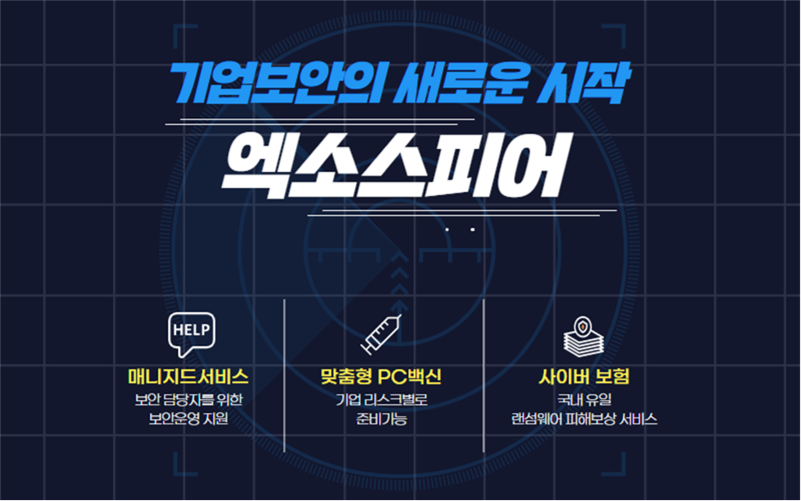 기업보안의 새로운 시작
엑소스피어
HELP
매니지드서비스
보안 담당자를 위한
보안운영 지원
맞춤형 PC백신
기업 리스크별로
준비가능
사이버 보험
국내 유일
랜섬웨어 피해보상 서비스